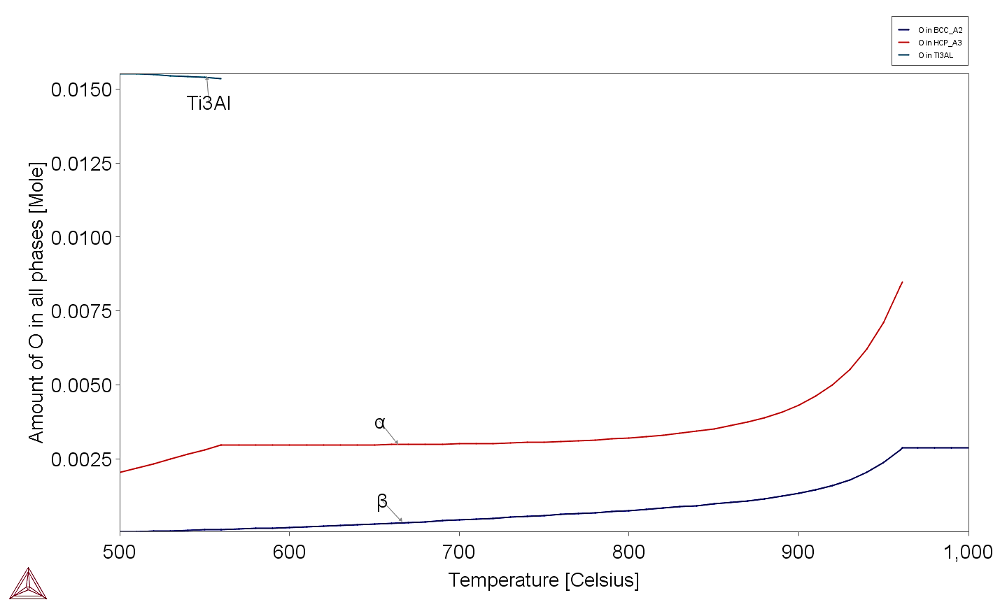 O in BCC_A2
O in HCP_A3
O in TI3AL
0.0150
0.0125
0.0100
0.0075
0.0050
0.0025
Amount of O in all phases [Mole]
Ti3Al
α
β
500
600
700
800
900
1,000
Temperature [Celsius]